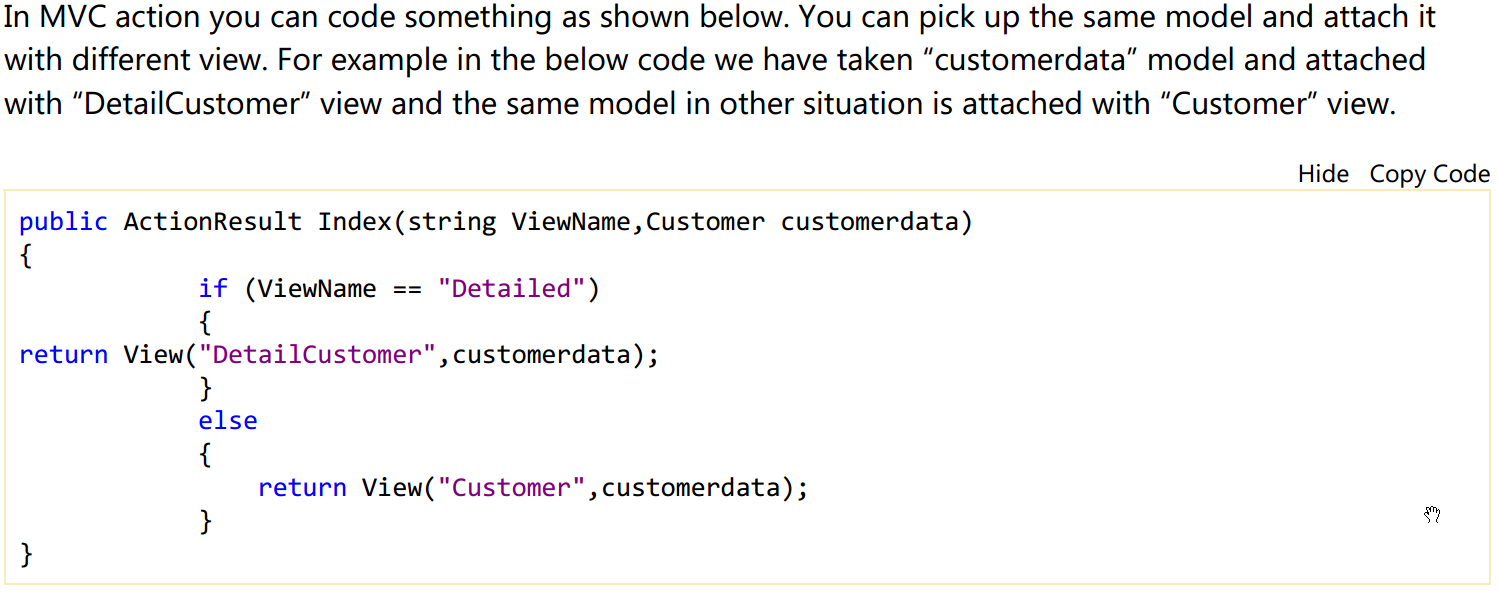 In MVC action you can code something as shown below. You can pick up the same model and attach it
with different view. For example in the below code we have taken “customerdata” model and attached
with “DetailCustomer” view and the same model in other situation is attached with “Customer” view.
Hide Copy Code
public ActionResult Index(string ViewName,Customer customerdata)
{
            if (ViewName == "Detailed")
            {
return View("DetailCustomer",customerdata);
            }
            else
            {
                return View("Customer",customerdata);
            }
}